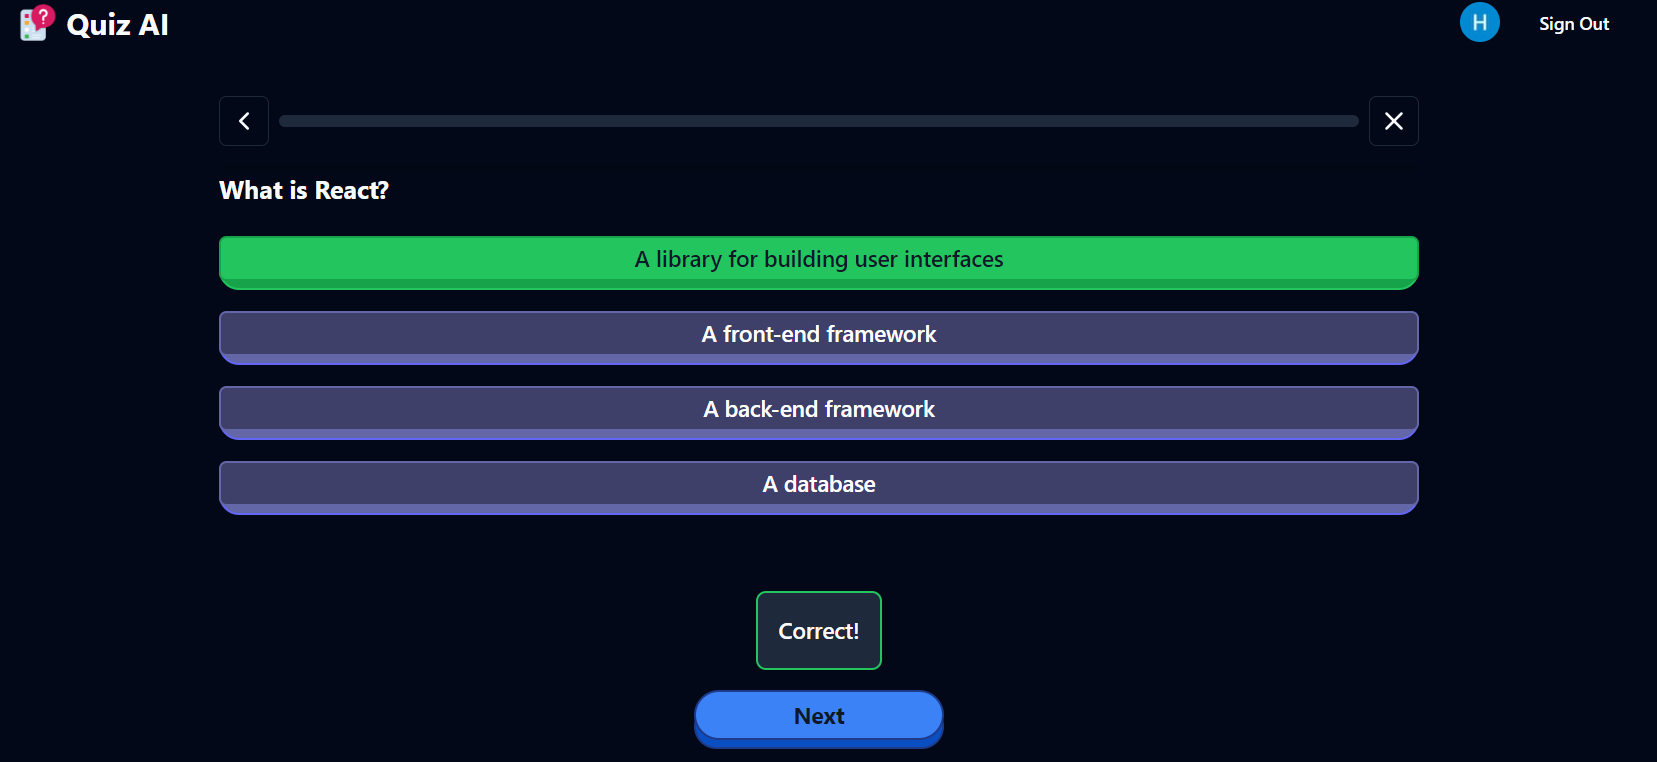 ?
Quiz AI
H
Sign Out
What is React?
A library for building user interfaces
A front-end framework
A back-end framework
A database
Correct!
Next